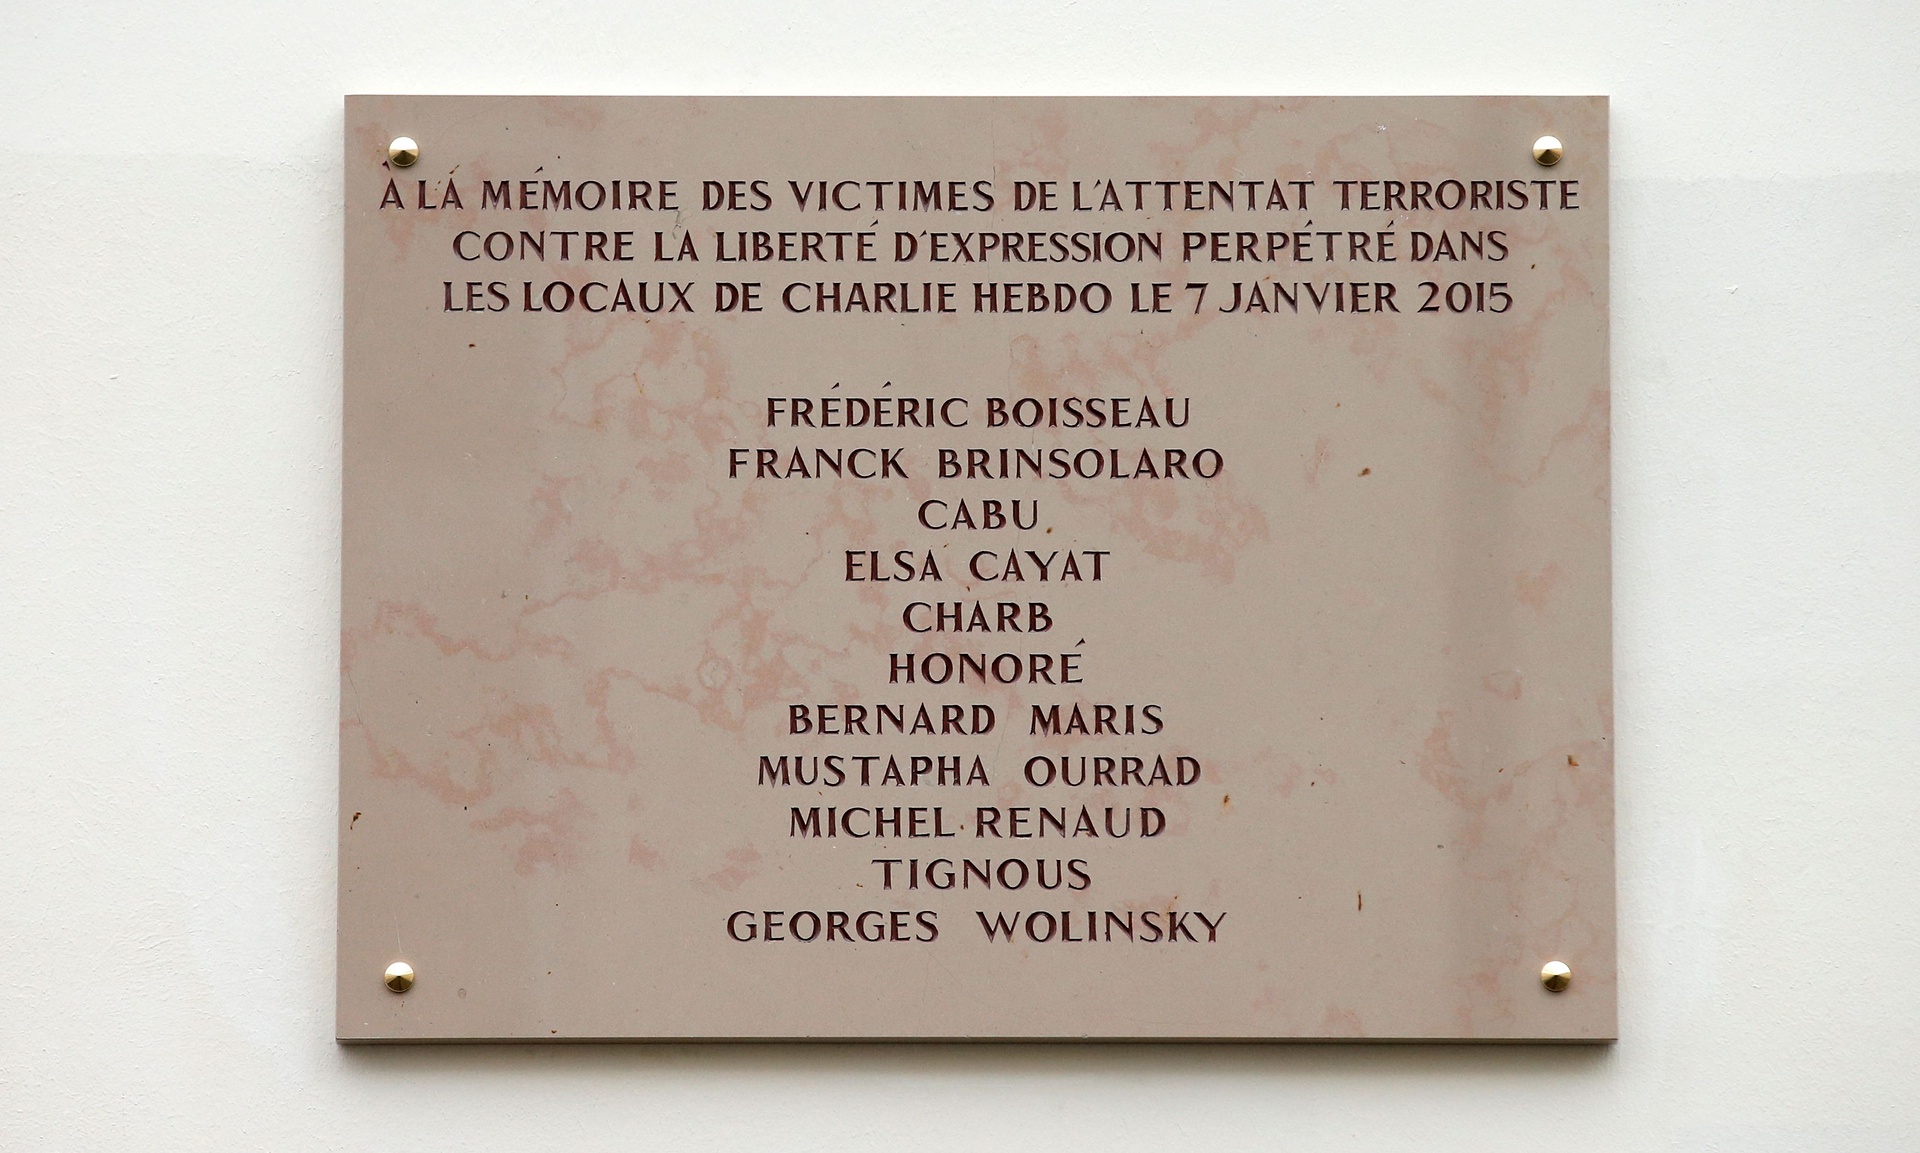 À LA MÉMOIRE DES VICTIMES DE L'ATTENTAT TERRORISTE
CONTRE LA LIBERTÉ D'EXPRESSION PERPÉTRÉ DANS
LES LOCAUX DE CHARLIE HEBDO LE 7 JANVIER 2015
FRÉDÉRIC BOISSEAU
FRANCK BRINSOLARO
CABU
ELSA CAYAT
CHARB
HONORÉ
BERNARD MARIS
MUSTAPHA OURRAD
MICHEL RENAUD
TIGNOUS
GEORGES WOLINSKY